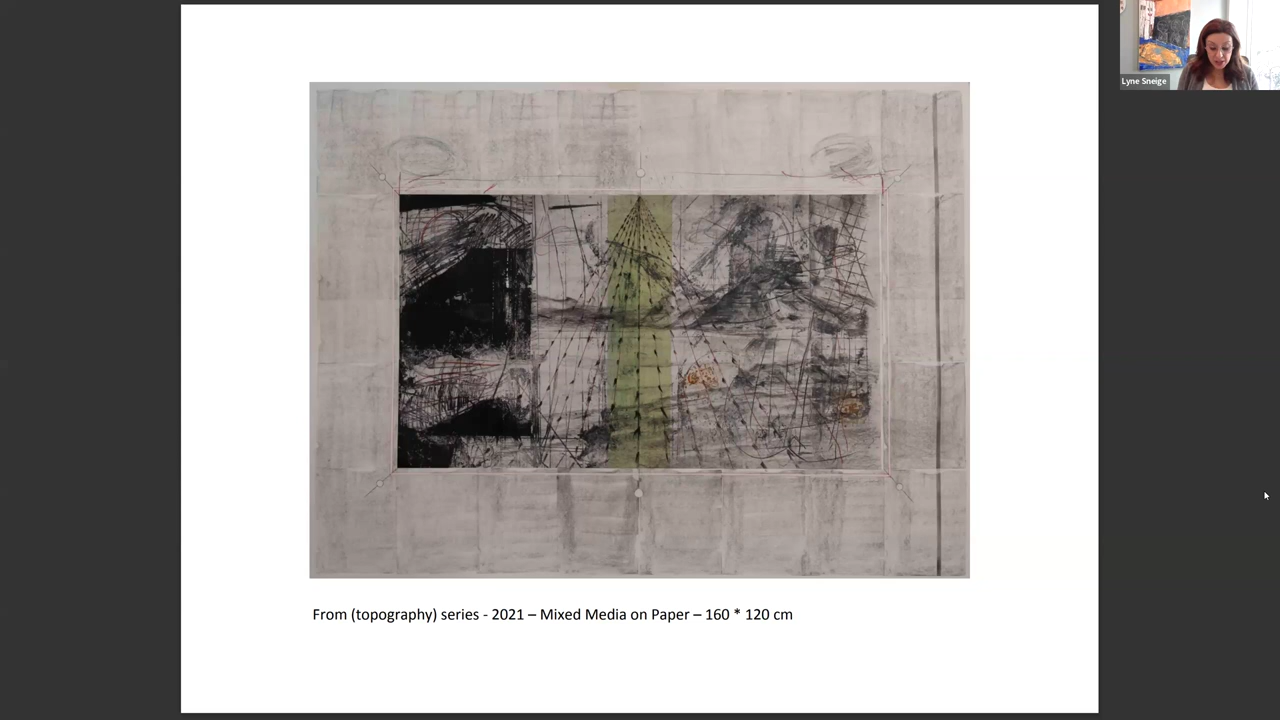 Lyne Sneige
From (topography) series - 2021 – Mixed Media on Paper – 160 * 120 cm